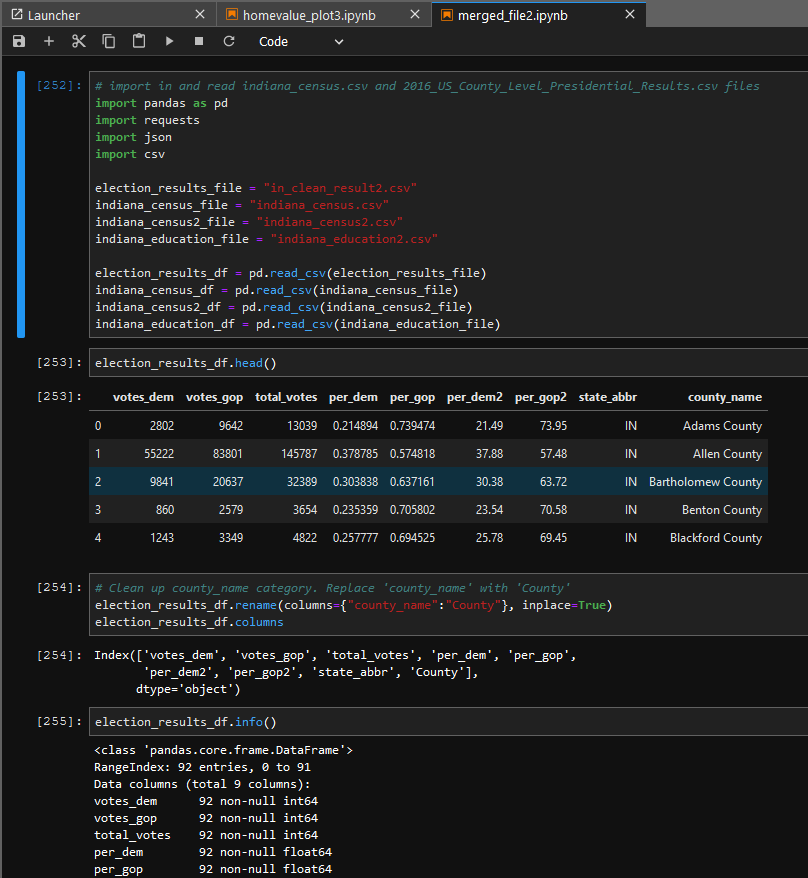 Launcher
homevalue_plot3.ipynb
merged_file2.ipynb
Code
[252]:
# import in and read indiana_census.csv and 2016_US_County_Level_Presidential_Results.csv files
import pandas as pd
import requests
import json
import csv
election_results_file = "in_clean_result2.csv"
indiana_census_file = "indiana_census.csv"
indiana_census2_file = "indiana_census2.csv"
indiana_education_file = "indiana_education2.csv"
election_results_df = pd.read_csv(election_results_file)
indiana_census_df = pd.read_csv(indiana_census_file)
indiana_census2_df = pd.read_csv(indiana_census2_file)
indiana_education_df = pd.read_csv(indiana_education_file)
[253]: election_results_df.head()
[253]: votes_dem votes_gop total_votes per_dem per_gop per_dem2 per_gop2 state_abbr county_name
0 2802 9642 13039 0.214894 0.739474 21.49 73.95 IN Adams County
1 55222 83801 145787 0.378785 0.574818 37.88 57.48 IN Allen County
2 9841 20637 32389 0.303838 0.637161 30.38 63.72 IN Bartholomew County
3 860 2579 3654 0.235359 0.705802 23.54 70.58 IN Benton County
4 1243 3349 4822 0.257777 0.694525 25.78 69.45 IN Blackford County
[254]: # Clean up county_name category. Replace 'county_name' with 'County'
election_results_df.rename(columns={"county_name":"County"}, inplace=True)
election_results_df.columns
[254]: Index(['votes_dem', 'votes_gop', 'total_votes', 'per_dem', 'per_gop',
'per_dem2', 'per_gop2', 'state_abbr', 'County'],
dtype='object')
[255]: election_results_df.info()
<class 'pandas.core.frame.DataFrame'>
RangeIndex: 92 entries, 0 to 91
Data columns (total 9 columns):
votes_dem 92 non-null int64
votes_gop 92 non-null int64
total_votes 92 non-null int64
per_dem 92 non-null float64
per_gop 92 non-null float64